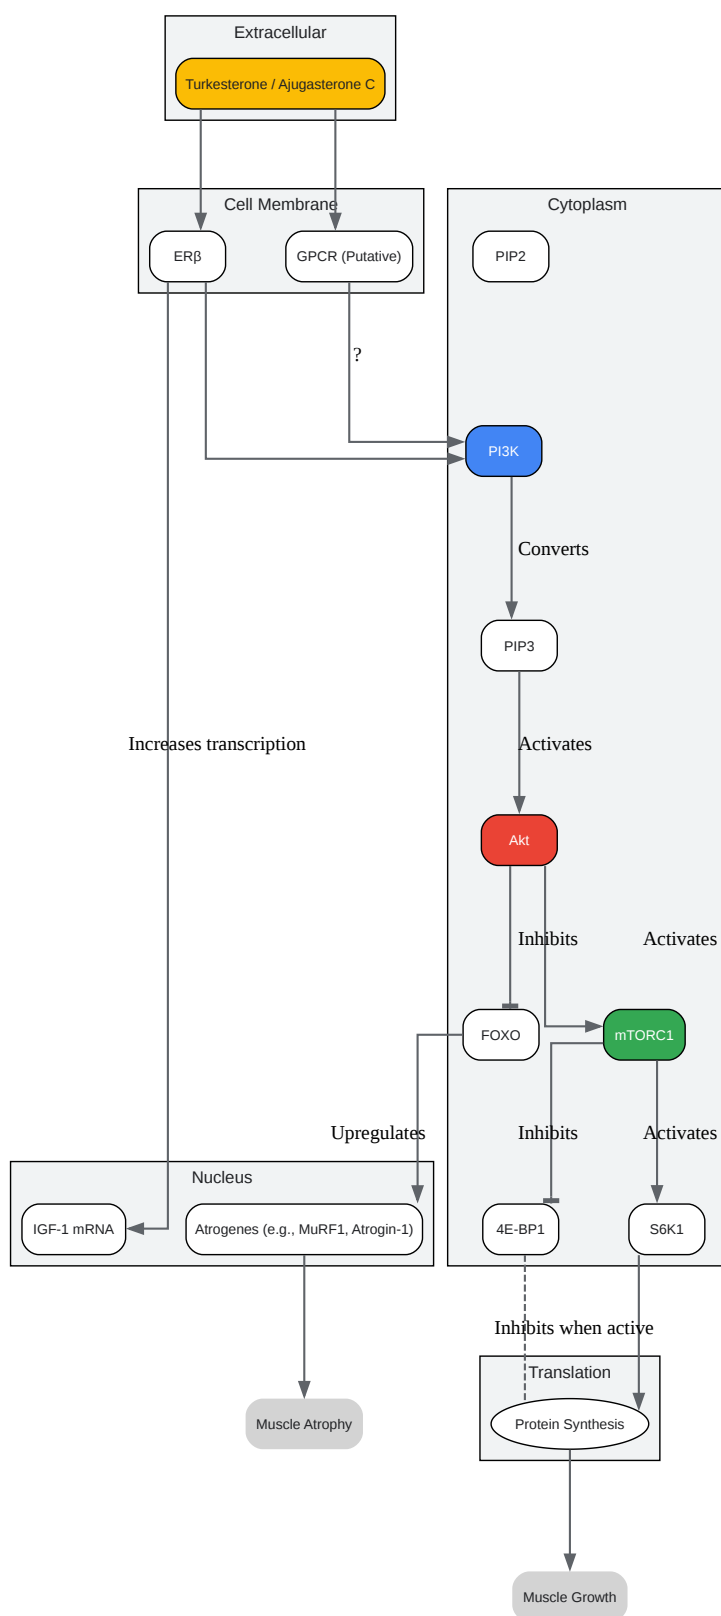 Extracellular
Turkesterone / Ajugasterone C
Cell Membrane
Cytoplasm
ERβ
GPCR (Putative)
PIP2
?
PI3K
Converts
PIP3
Increases transcription
Activates
Akt
Inhibits
Activates
FOXO
mTORC1
Upregulates
Inhibits
Activates
Nucleus
IGF-1 mRNA
Atrogenes (e.g., MuRF1, Atrogin-1)
4E-BP1
S6K1
Inhibits when active
Translation
Muscle Atrophy
Protein Synthesis
Muscle Growth